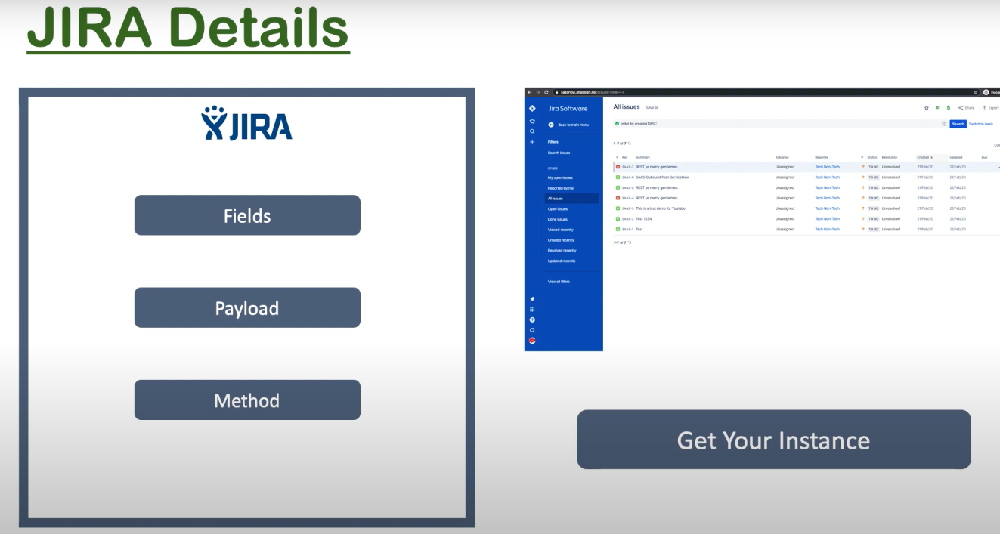 JIRA Details
JIRA
Fields
Payload
Method
saasnow.atlassian.net/issues/?filter=-4
Jira Software
Back to main menu
Filters
Search issues
OTHER
My open issues
Reported by me
All issues
Open issues
Done issues
Viewed recently
Created recently
Resolved recently
Updated recently
View all filters
All issues Save as
Share Export
order by created DESC
Search Switch to basic
1-7 of 7
T Key Summary Assignee Reporter P Status Resolution Created Updated Due
SAAS-7 REST ye merry gentlemen. Unassigned Tech Non-Tech TO DO Unresolved 21/Feb/20 21/Feb/20
SAAS-6 SAAS Outbound from ServiceNow Unassigned Tech Non-Tech TO DO Unresolved 21/Feb/20 21/Feb/20
SAAS-5 REST ye merry gentlemen. Unassigned Tech Non-Tech TO DO Unresolved 21/Feb/20 21/Feb/20
SAAS-4 REST ye merry gentlemen. Unassigned Tech Non-Tech TO DO Unresolved 21/Feb/20 21/Feb/20
SAAS-3 This is a test demo for Youtube Unassigned Tech Non-Tech TO DO Unresolved 21/Feb/20 21/Feb/20
SAAS-2 Test 1234 Unassigned Tech Non-Tech TO DO Unresolved 21/Feb/20 21/Feb/20
SAAS-1 Test Unassigned Tech Non-Tech TO DO Unresolved 21/Feb/20 21/Feb/20
1-7 of 7
Get Your Instance